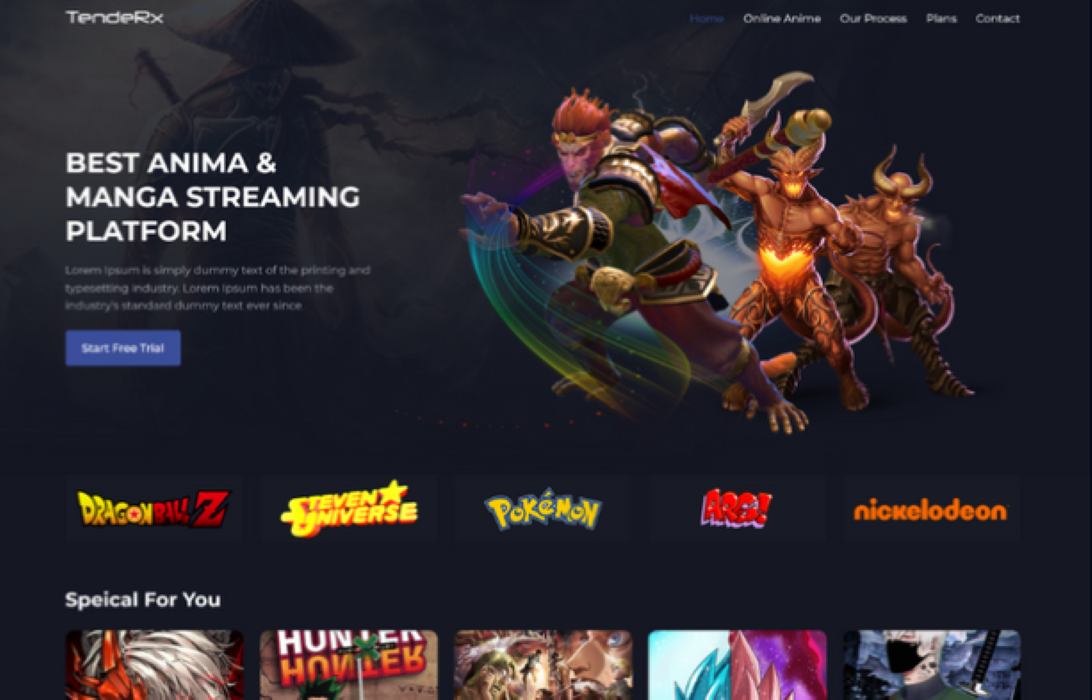 TendeRx
Home Online Anime Our Process Plans Contact
BEST ANIMA &
MANGA STREAMING
PLATFORM
Lorem Ipsum is simply dummy text of the printing and
typesetting industry. Lorem Ipsum has been the
industry's standard dummy text ever since
Start Free Trial
DRAGON BALL Z
STEVEN
UNIVERSE
POKéMON
ARG!
nickelodeon
Speical For You
HUNTER
HUNTER